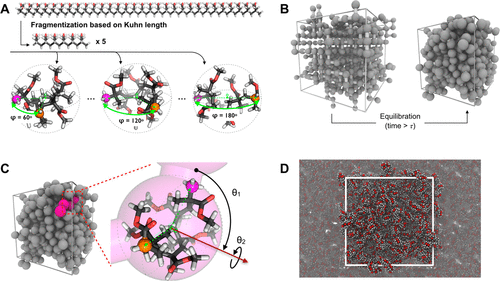 A
Fragmentization based on Kuhn length
x 5
φ = 60°
...
φ = 120°
...
φ = 180°
B
Equilibration
(time > τ)
C
θ1
θ2
D